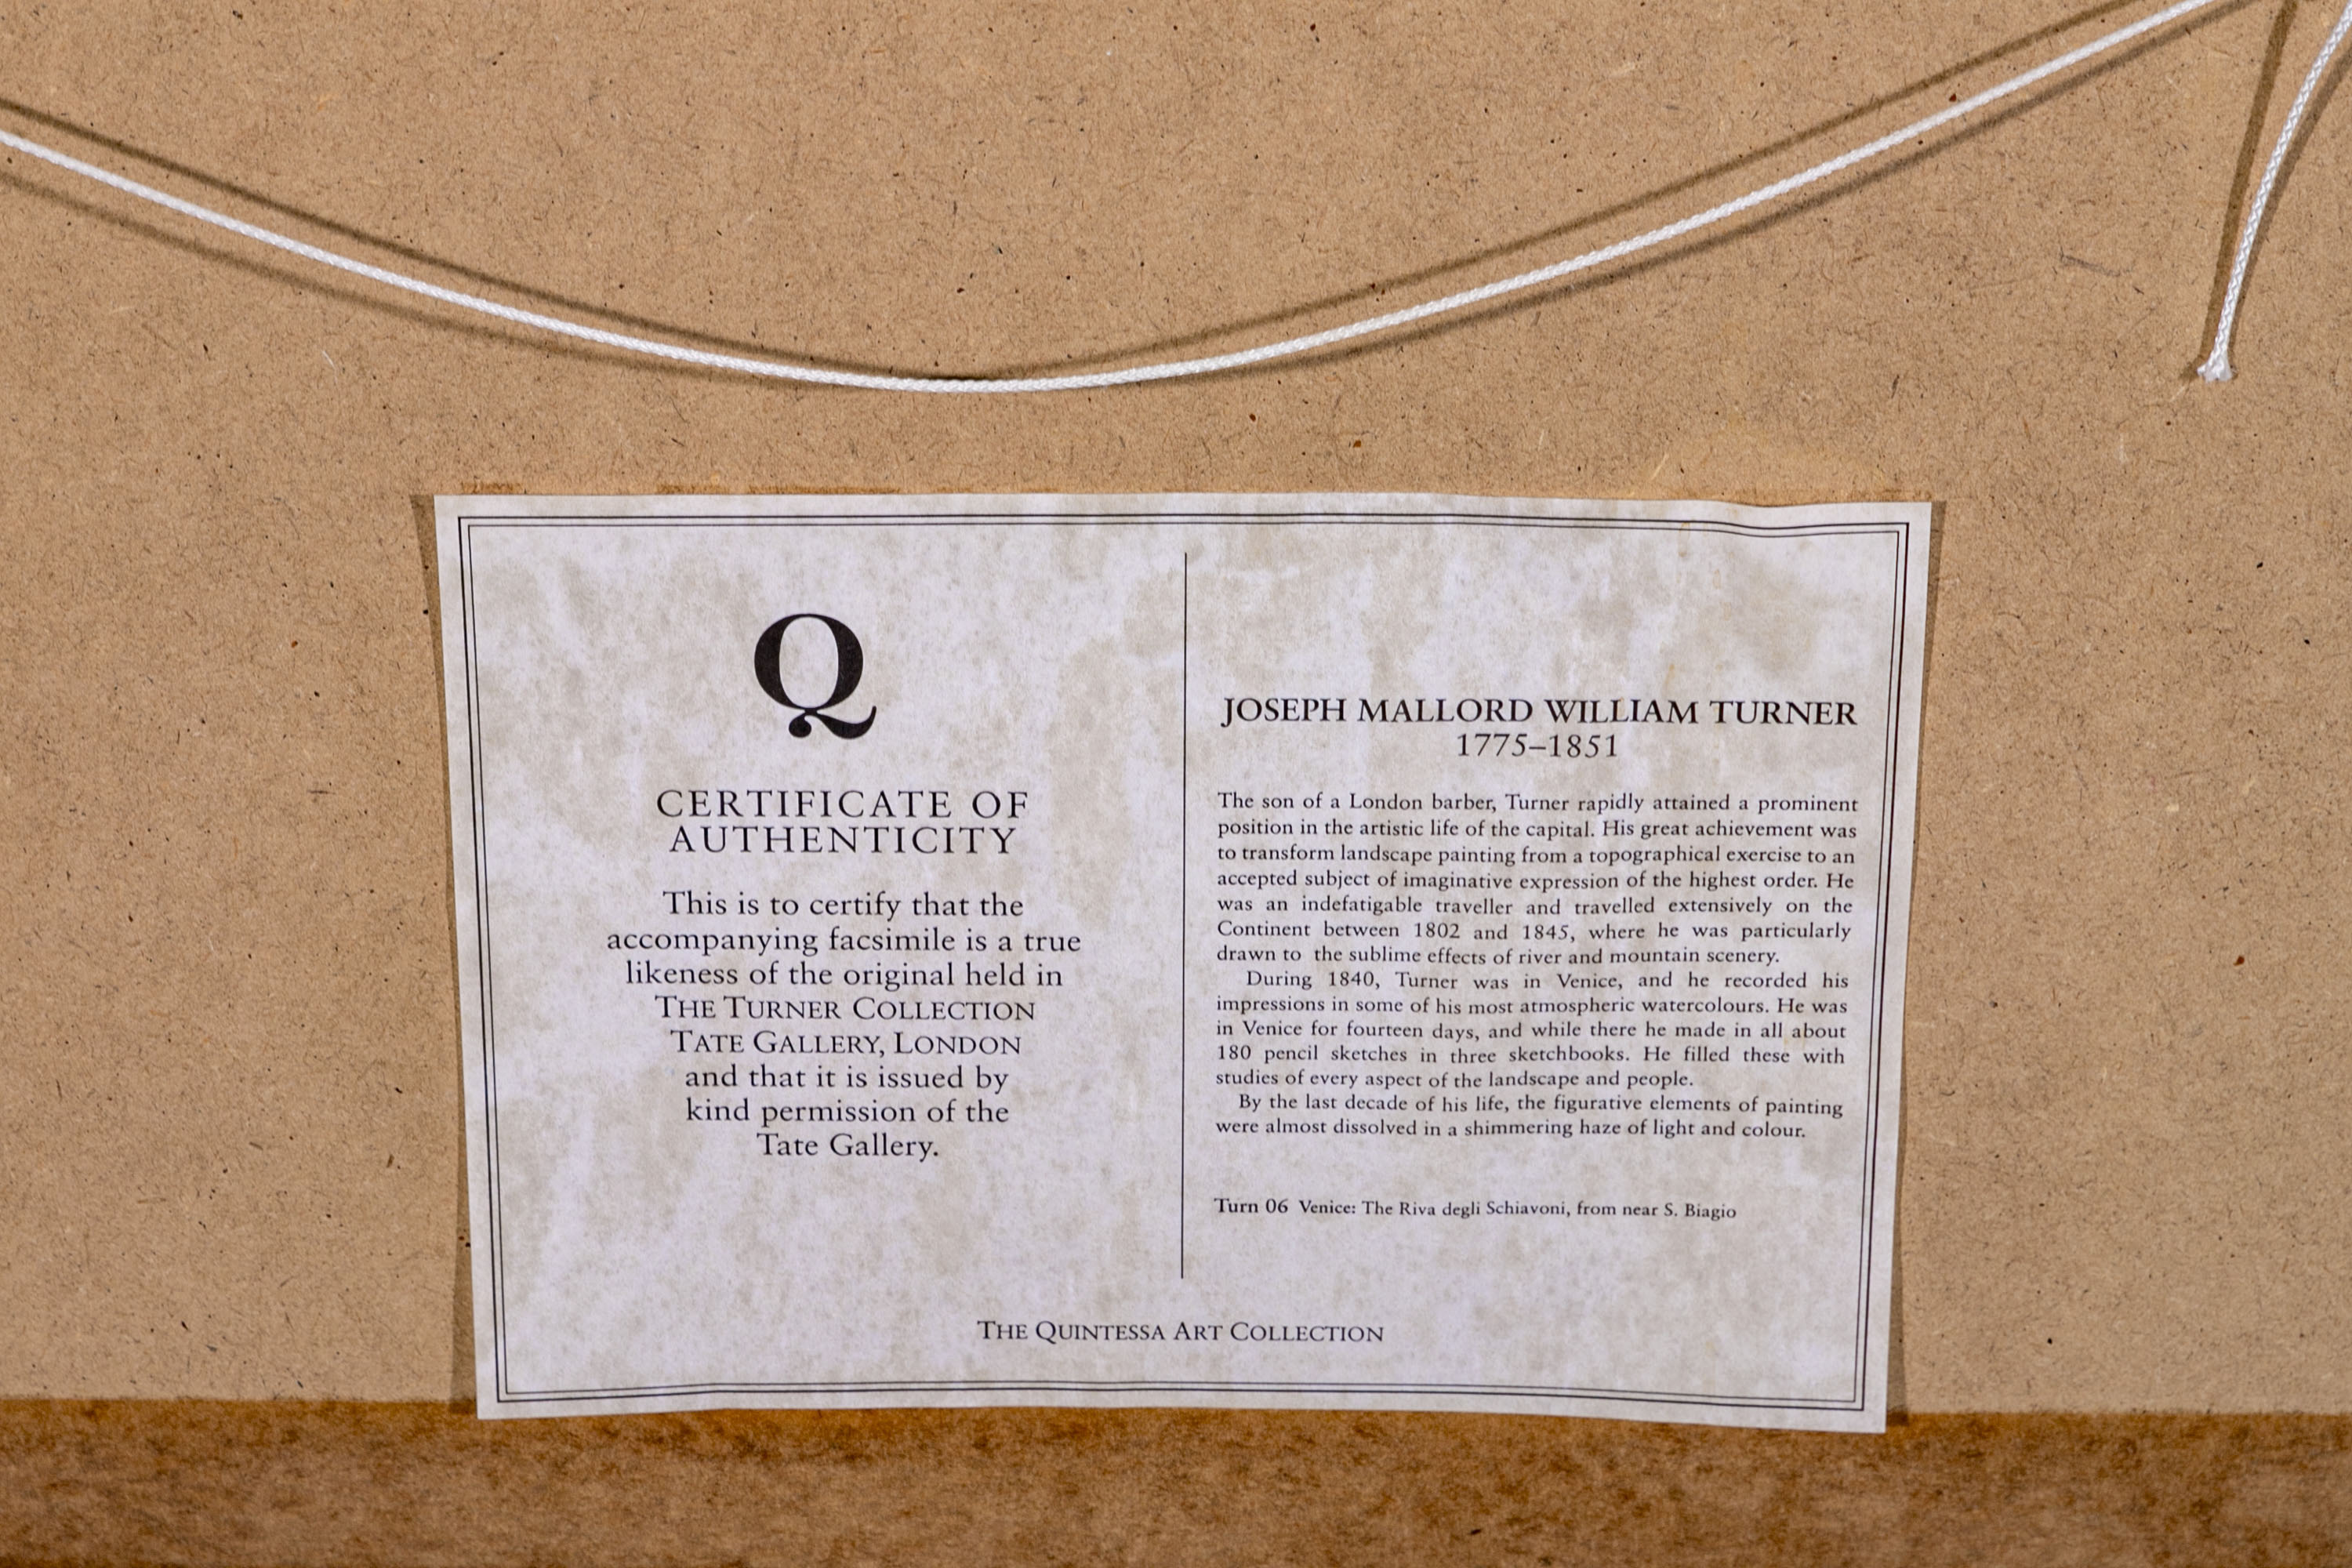 Q
CERTIFICATE OF
AUTHENTICITY
This is to certify that the
accompanying facsimile is a true
likeness of the original held in
THE TURNER COLLECTION
TATE GALLERY, LONDON
and that it is issued by
kind permission of the
Tate Gallery.
JOSEPH MALLORD WILLIAM TURNER
1775–1851
The son of a London barber, Turner rapidly attained a prominent
position in the artistic life of the capital. His great achievement was
to transform landscape painting from a topographical exercise to an
accepted subject of imaginative expression of the highest order. He
was an indefatigable traveller and travelled extensively on the
Continent between 1802 and 1845, where he was particularly
drawn to the sublime effects of river and mountain scenery.
During 1840, Turner was in Venice, and he recorded his
impressions in some of his most atmospheric watercolours. He was
in Venice for fourteen days, and while there he made in all about
180 pencil sketches in three sketchbooks. He filled these with
studies of every aspect of the landscape and people.
By the last decade of his life, the figurative elements of painting
were almost dissolved in a shimmering haze of light and colour.
Turn 06 Venice: The Riva degli Schiavoni, from near S. Biagio
THE QUINTESSA ART COLLECTION